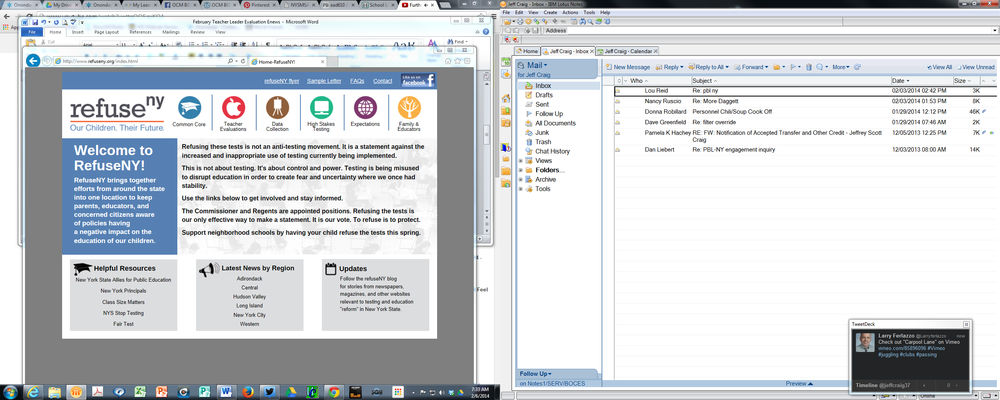 Onondag
My Drive
Onondag
My Learn
OCM BO
OCM BO
Pinterest
NYSMSA
PB ead610 /
School L
Furth
www.youtube.com/watch?v=ttqQQEqxKOA
February Teacher Leader Evaluation Enews - Microsoft Word
File Home Insert Page Layout References Mailings Review View
Cut
Arial 11
Find
http://www.refuseny.org/index.html
Home-RefuseNY!
refuseNY flyer Sample Letter FAQs Contact
Like us on
facebook
refuse ny
Our Children. Their Future.
Common Core
Teacher
Evaluations
Data
Collection
High Stakes
Testing
Expectations
Family &
Educators
Welcome to
RefuseNY!
RefuseNY brings together
efforts from around the state
into one location to keep
parents, educators, and
concerned citizens aware
of policies having
a negative impact on the
education of our children.
Refusing these tests is not an anti-testing movement. It is a statement against the
increased and inappropriate use of testing currently being implemented.
This is not about testing. It's about control and power. Testing is being misused
to disrupt education in order to create fear and uncertainty where we once had
stability.
Use the links below to get involved and stay informed.
The Commissioner and Regents are appointed positions. Refusing the tests is
our only effective way to make a statement. It is our vote. To refuse is to protect.
Support neighborhood schools by having your child refuse the tests this spring.
Helpful Resources
New York State Allies for Public Education
New York Principals
Class Size Matters
NYS Stop Testing
Fair Test
Latest News by Region
Adirondack
Central
Hudson Valley
Long Island
New York City
Western
Updates
Follow the refuseNY blog
for stories from newspapers,
magazines, and other websites
relevant to testing and education
"reform" in New York State.
4 -
Feel
7:33 AM
2/6/2014
Jeff Craig - Inbox - IBM Lotus Notes
File Edit View Create Actions Tools Help
Address
Home
Jeff Craig - Inbox
Jeff Craig - Calendar
Mail
for Jeff Craig
New Message Reply Reply to All Forward More View All View Unread
Who Subject Date Size
Inbox
Drafts
Sent
Follow Up
All Documents
Junk
Trash
Chat History
Views
Folders...
Archive
Tools
Lou Reid Re: pbl ny 02/03/2014 02:42 PM 3K
Nancy Ruscio Re: More Daggett 02/03/2014 01:53 PM 8K
Donna Robillard Personnel Chili/Soup Cook Off 01/29/2014 12:12 PM 46K
Dave Greenfield Re: filter override 01/29/2014 07:46 AM 2K
Pamela K Hachey RE: FW: Notification of Accepted Transfer and Other Credit - Jeffrey Scott 12/05/2013 12:25 PM 7K
Craig
Dan Liebert Re: PBL-NY engagement inquiry 12/03/2013 08:00 AM 14K
Follow Up
on Notes1/SERV/BOCES
Preview
TweetDeck
Larry Ferlazzo @Larryferlazzo now
Check out "Carpool Lane" on Vimeo
vimeo.com/85896096 #Vimeo
#juggling #clubs #passing
Timeline @jeffcraig37 0
Online